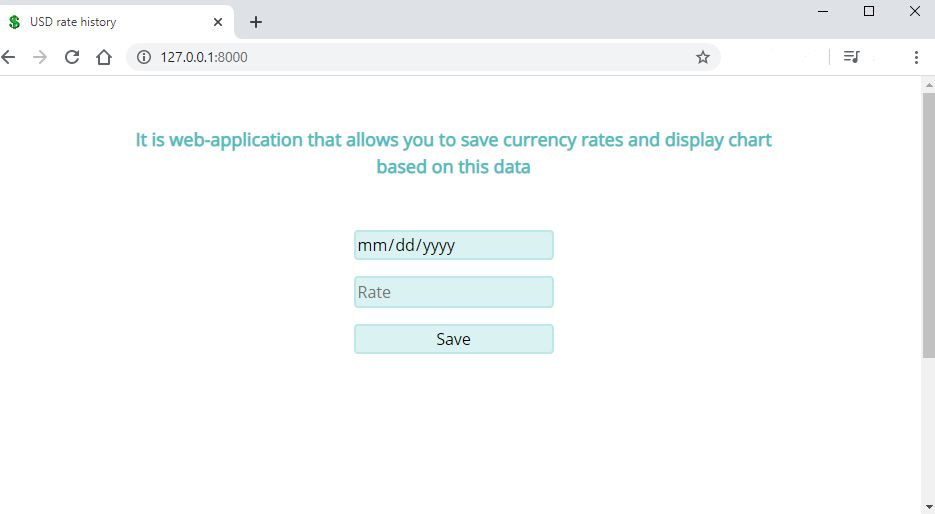 USD rate history
127.0.0.1:8000
It is web-application that allows you to save currency rates and display chart
based on this data
mm/dd/yyyy
Rate
Save